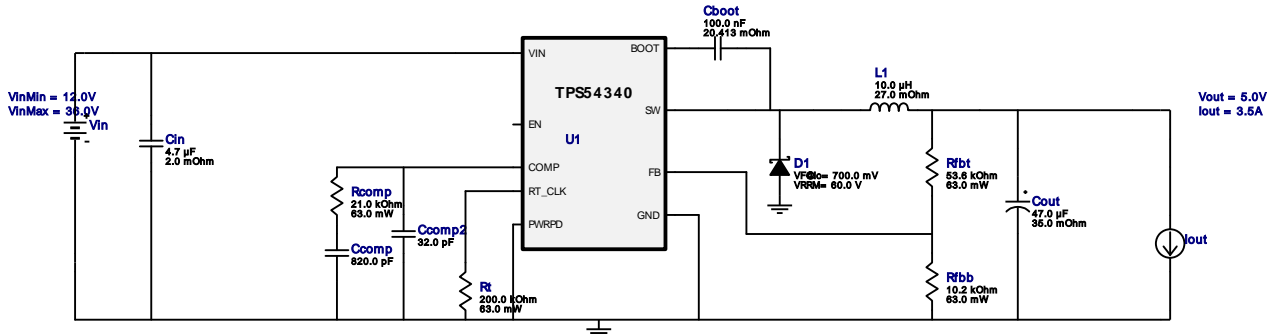 Cboot
100.0 nF
20.413 mOhm
VIN
BOOT
TPS54340
L1
10.0 µH
27.0 mOhm
VinMin = 12.0V
VinMax = 36.0V
Vout = 5.0V
Iout = 3.5A
SW
Vin
EN
U1
Cin
4.7 µF
2.0 mOhm
COMP
D1
VRRM= 60.0 V
Rfbt
53.6 kOhm
63.0 mW
FB
RT_CLK
Rcomp
21.0 kOhm
63.0 mW
Cout
47.0 µF
35.0 mOhm
GND
PWRPD
Ccomp2
32.0 pF
Iout
Ccomp
820.0 pF
Rfbb
10.2 kOhm
63.0 mW
Rt
200.0 kOhm
63.0 mW